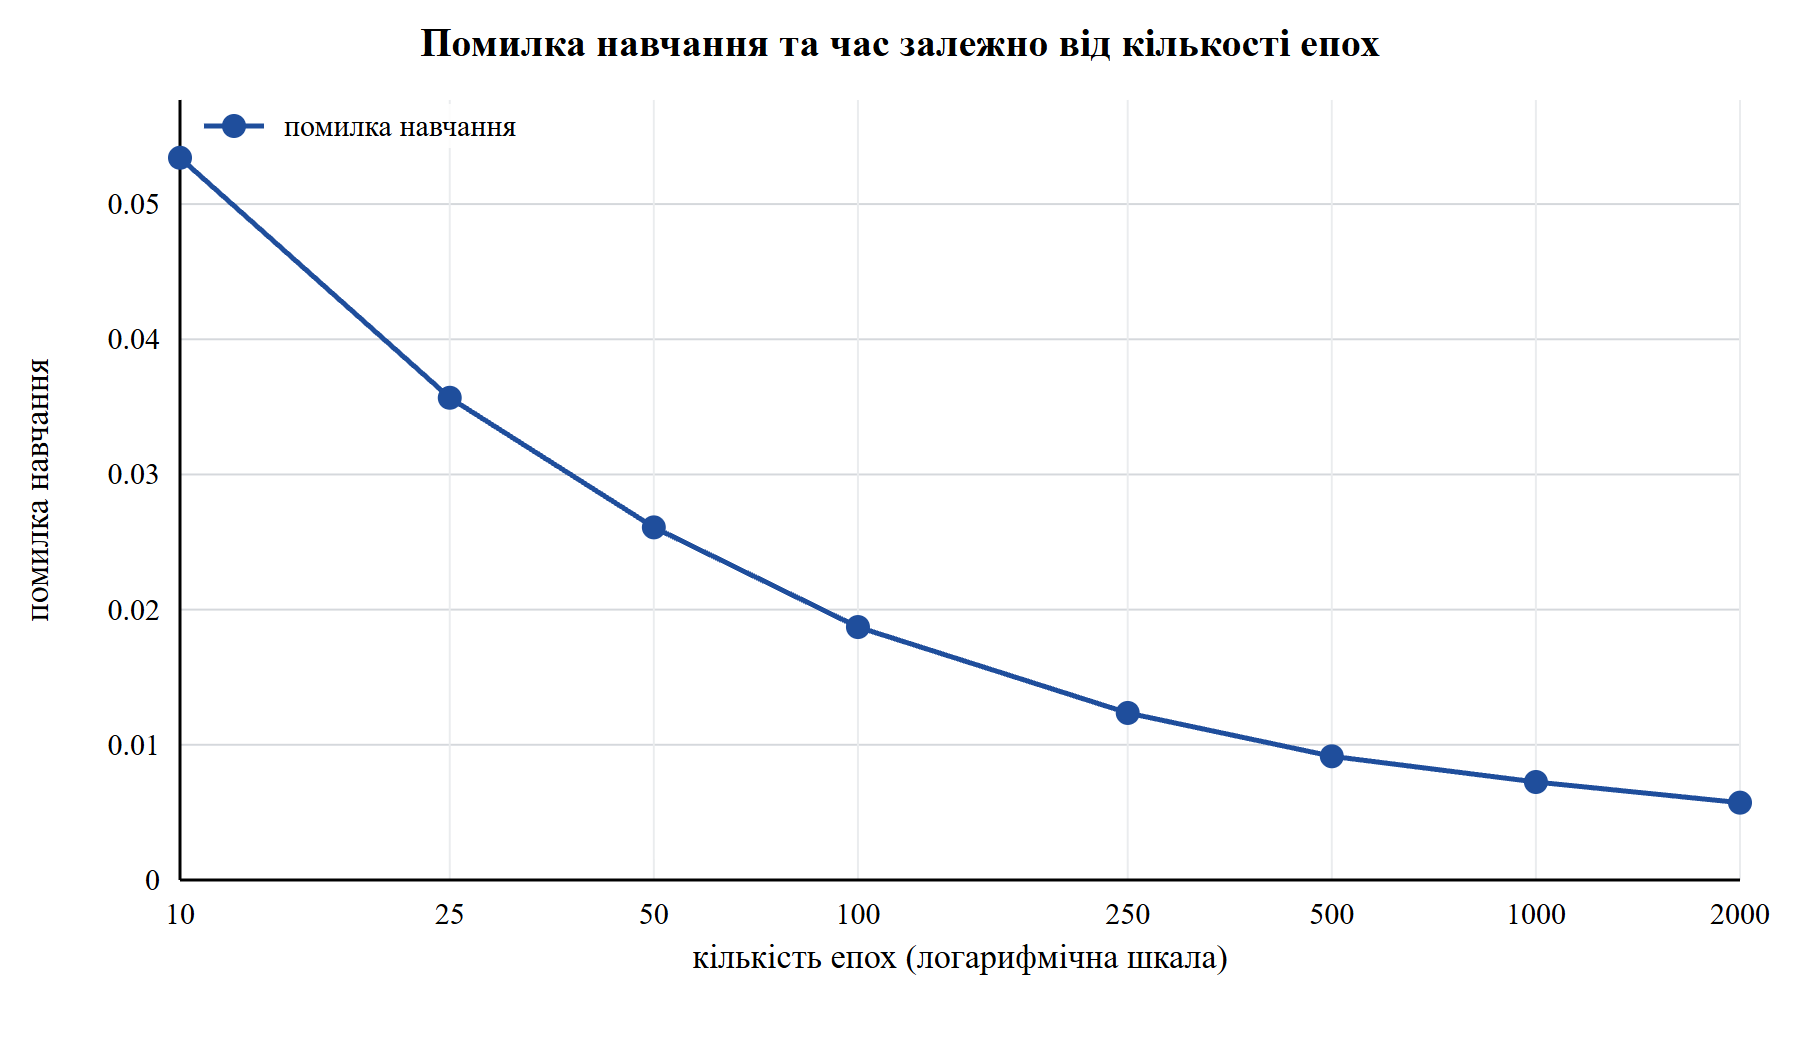 Помилка навчання та час залежно від кількості епох
помилка навчання
помилка навчання
0.05
0.04
0.03
0.02
0.01
0
10 25 50 100 250 500 1000 2000
кількість епох (логарифмічна шкала)